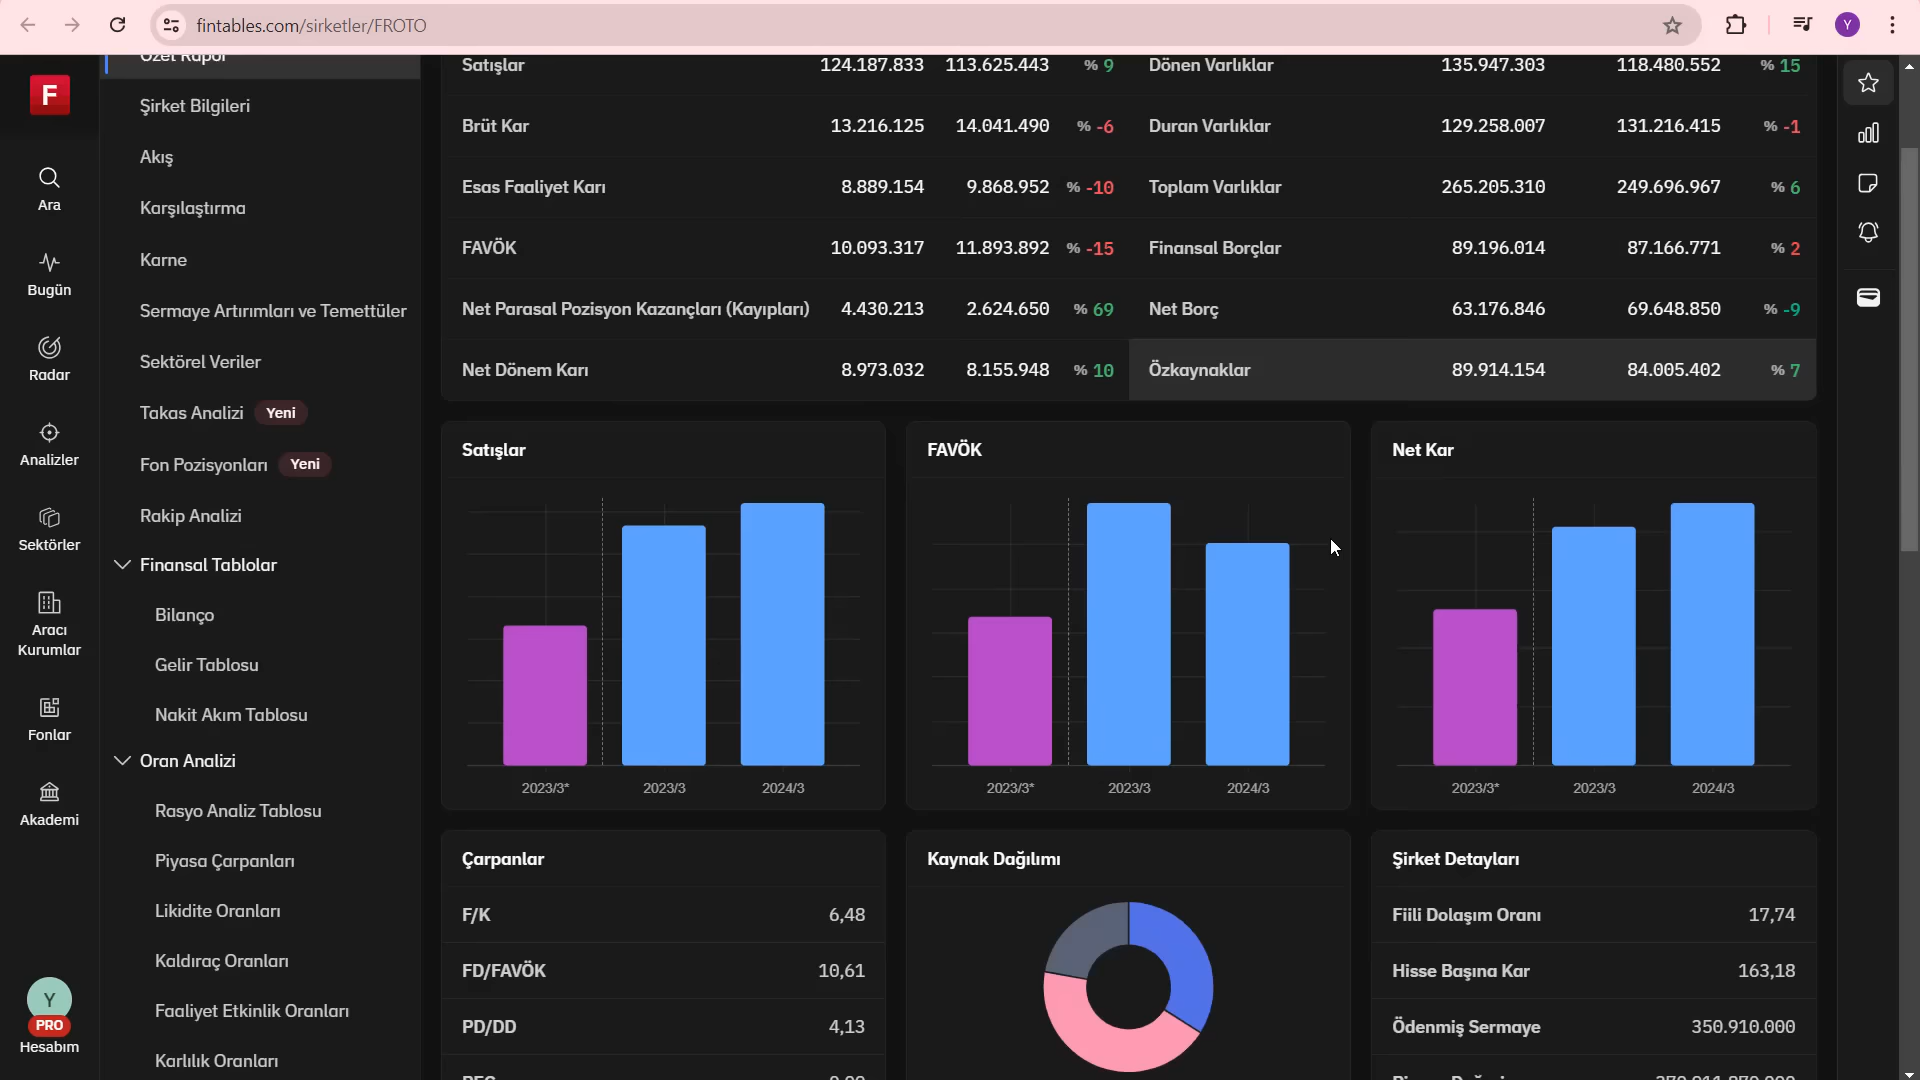 fintables.com/sirketler/FROTO
Y
F
Ara
Bugün
Radar
Analizler
Sektörler
Aracı
Kurumlar
Fonlar
Akademi
Y
PRO
Hesabım
Özet Rapor
Şirket Bilgileri
Akış
Karşılaştırma
Karne
Sermaye Artırımları ve Temettüler
Sektörel Veriler
Takas Analizi Yeni
Fon Pozisyonları Yeni
Rakip Analizi
Finansal Tablolar
Bilanço
Gelir Tablosu
Nakit Akım Tablosu
Oran Analizi
Rasyo Analiz Tablosu
Piyasa Çarpanları
Likidite Oranları
Kaldıraç Oranları
Faaliyet Etkinlik Oranları
Karlılık Oranları
Satışlar 124.187.833 113.625.443 % 9 Dönen Varlıklar 135.947.303 118.480.552 % 15
Brüt Kar 13.216.125 14.041.490 % -6 Duran Varlıklar 129.258.007 131.216.415 % -1
Esas Faaliyet Karı 8.889.154 9.868.952 % -10 Toplam Varlıklar 265.205.310 249.696.967 % 6
FAVÖK 10.093.317 11.893.892 % -15 Finansal Borçlar 89.196.014 87.166.771 % 2
Net Parasal Pozisyon Kazançları (Kayıpları) 4.430.213 2.624.650 % 69 Net Borç 63.176.846 69.648.850 % -9
Net Dönem Karı 8.973.032 8.155.948 % 10 Özkaynaklar 89.914.154 84.005.402 % 7
Satışlar
2023/3* 2023/3 2024/3
FAVÖK
2023/3* 2023/3 2024/3
Net Kar
2023/3* 2023/3 2024/3
Çarpanlar
F/K 6,48
FD/FAVÖK 10,61
PD/DD 4,13
Kaynak Dağılımı
Şirket Detayları
Fiili Dolaşım Oranı 17,74
Hisse Başına Kar 163,18
Ödenmiş Sermaye 350.910.000